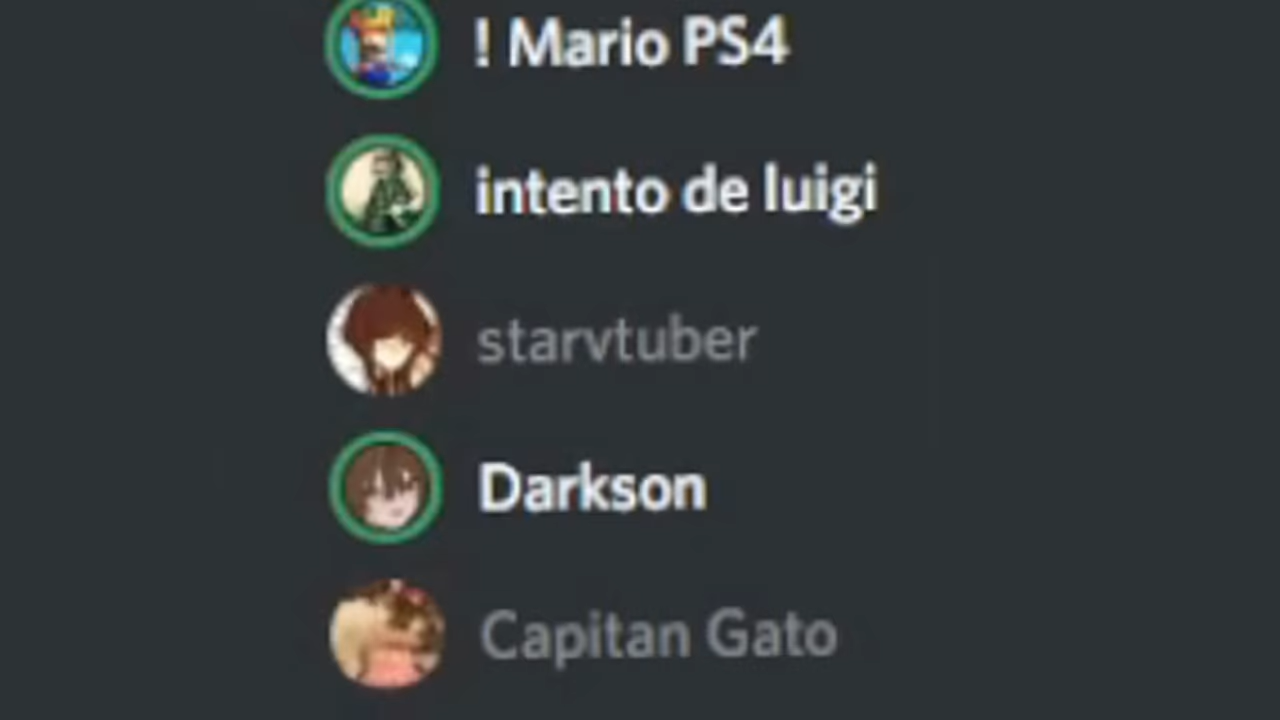 ! Mario PS4
intento de luigi
starvtuber
Darkson
Capitan Gato